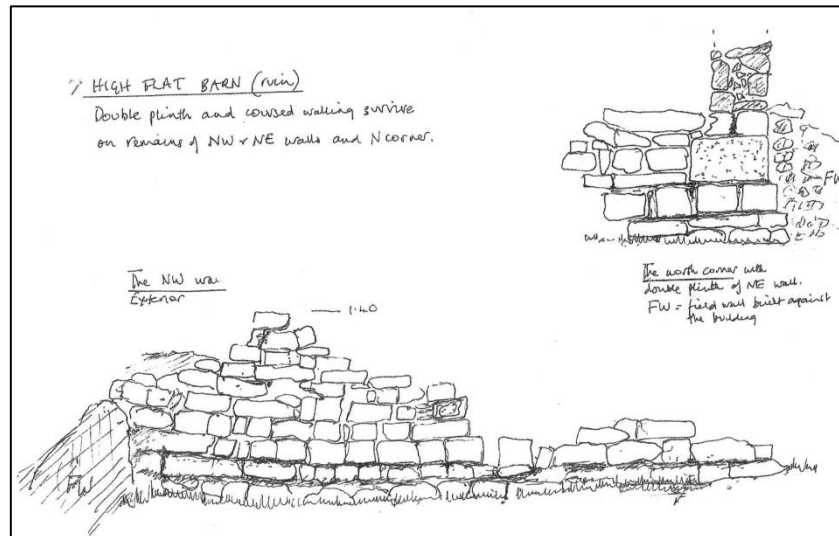 HIGH FLAT BARN (ruin)
Double plinth and coursed walling survive
on remains of NW & NE walls and N corner.
FW
The north corner with
double plinth of NE wall.
FW = field wall built against
the building
The NW wall
Exterior
1.40
FW